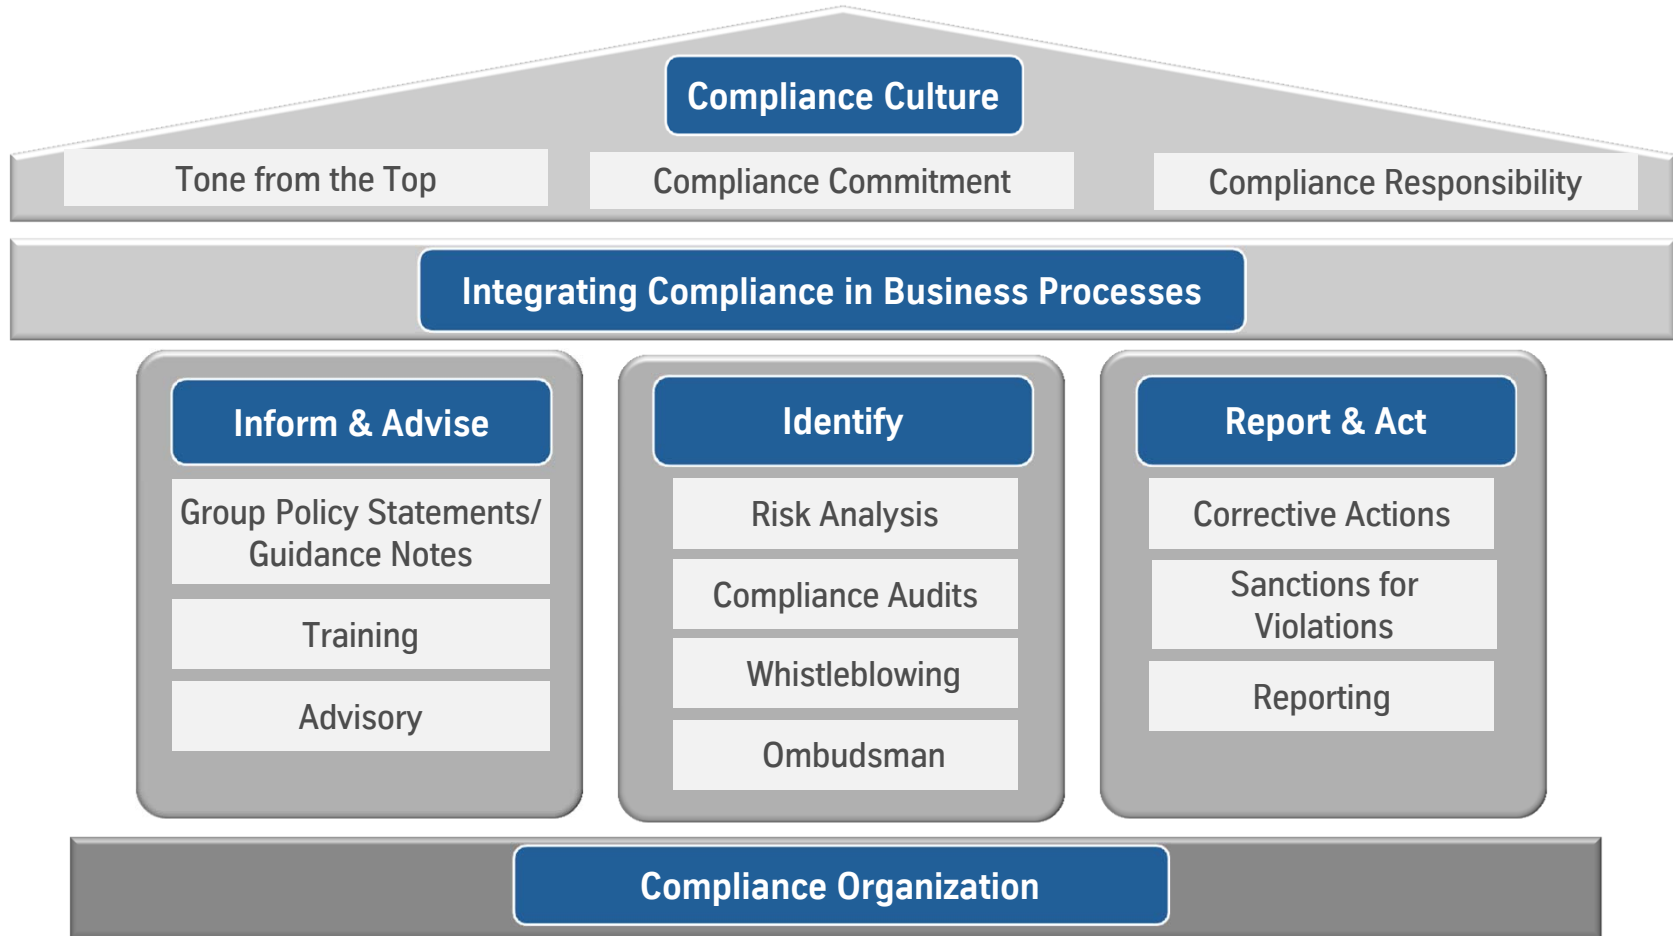 Compliance Culture
Tone from the Top
Compliance Commitment
Compliance Responsibility
Integrating Compliance in Business Processes
Inform & Advise
Group Policy Statements/
Guidance Notes
Training
Advisory
Identify
Risk Analysis
Compliance Audits
Whistleblowing
Ombudsman
Report & Act
Corrective Actions
Sanctions for
Violations
Reporting
Compliance Organization